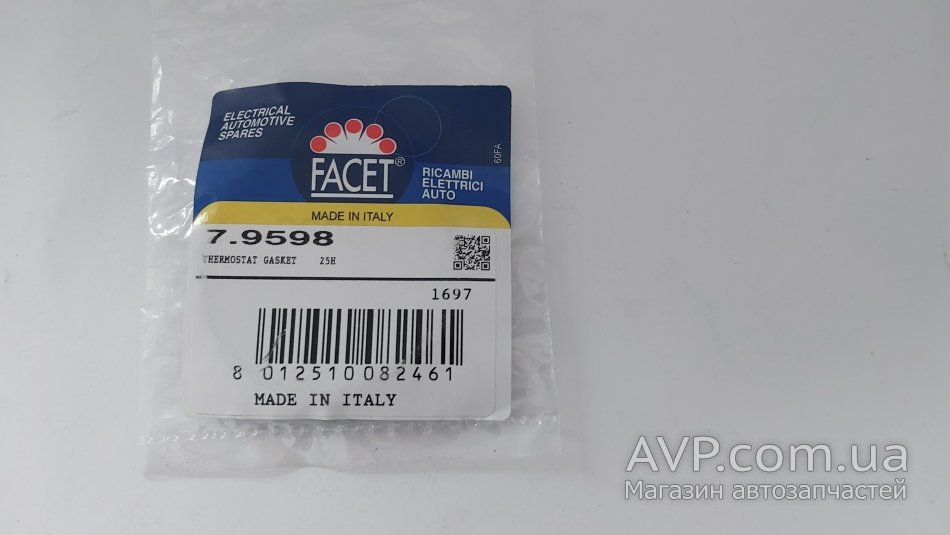 ELECTRICAL
AUTOMOTIVE
SPARES
FACET®
60FA
RICAMBI
ELETTRICI
AUTO
MADE IN ITALY
7.9598
THERMOSTAT GASKET 25H
1697
8 012510 082461
MADE IN ITALY
AVP.com.ua
Магазин автозапчастей